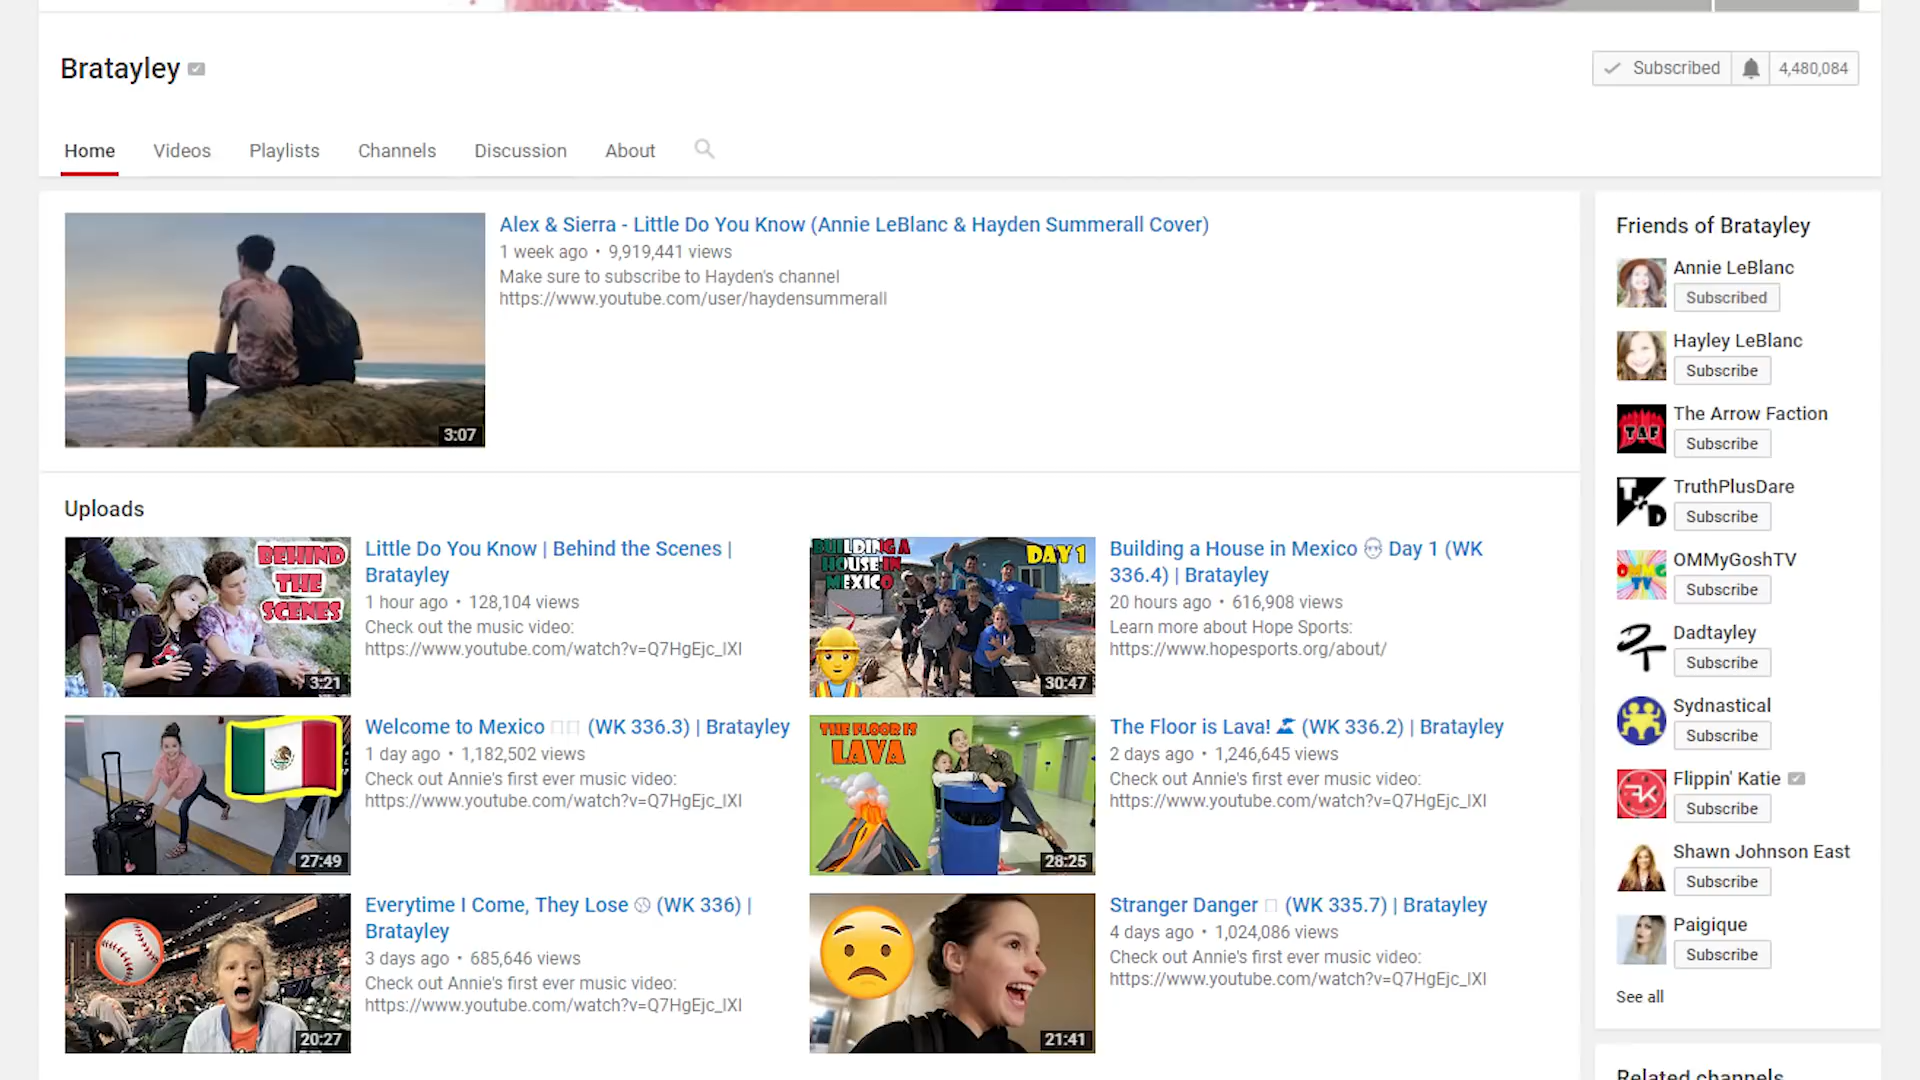 Bratayley
Subscribed
4,480,084
Home
Videos
Playlists
Channels
Discussion
About
Alex & Sierra - Little Do You Know (Annie LeBlanc & Hayden Summerall Cover)
1 week ago • 9,919,441 views
Make sure to subscribe to Hayden's channel
https://www.youtube.com/user/haydensummerall
3:07
Uploads
BEHIND
THE
SCENES
3:21
Little Do You Know | Behind the Scenes |
Bratayley
1 hour ago • 128,104 views
Check out the music video:
https://www.youtube.com/watch?v=Q7HgEjc_IXI
BUILDING A
HOUSE IN
MEXICO
DAY 1
30:47
Building a House in Mexico Day 1 (WK
336.4) | Bratayley
20 hours ago • 616,908 views
Learn more about Hope Sports:
https://www.hopesports.org/about/
27:49
Welcome to Mexico (WK 336.3) | Bratayley
1 day ago • 1,182,502 views
Check out Annie's first ever music video:
https://www.youtube.com/watch?v=Q7HgEjc_IXI
THE FLOOR IS
LAVA
28:25
The Floor is Lava! (WK 336.2) | Bratayley
2 days ago • 1,246,645 views
Check out Annie's first ever music video:
https://www.youtube.com/watch?v=Q7HgEjc_IXI
20:27
Everytime I Come, They Lose (WK 336) |
Bratayley
3 days ago • 685,646 views
Check out Annie's first ever music video:
https://www.youtube.com/watch?v=Q7HgEjc_IXI
21:41
Stranger Danger (WK 335.7) | Bratayley
4 days ago • 1,024,086 views
Check out Annie's first ever music video:
https://www.youtube.com/watch?v=Q7HgEjc_IXI
Friends of Bratayley
Annie LeBlanc
Subscribed
Hayley LeBlanc
Subscribe
TAF
The Arrow Faction
Subscribe
T+D
TruthPlusDare
Subscribe
OMG
TV
OMMyGoshTV
Subscribe
DT
Dadtayley
Subscribe
Sydnastical
Subscribe
FK
Flippin' Katie
Subscribe
Shawn Johnson East
Subscribe
Paigique
Subscribe
See all
Related channels